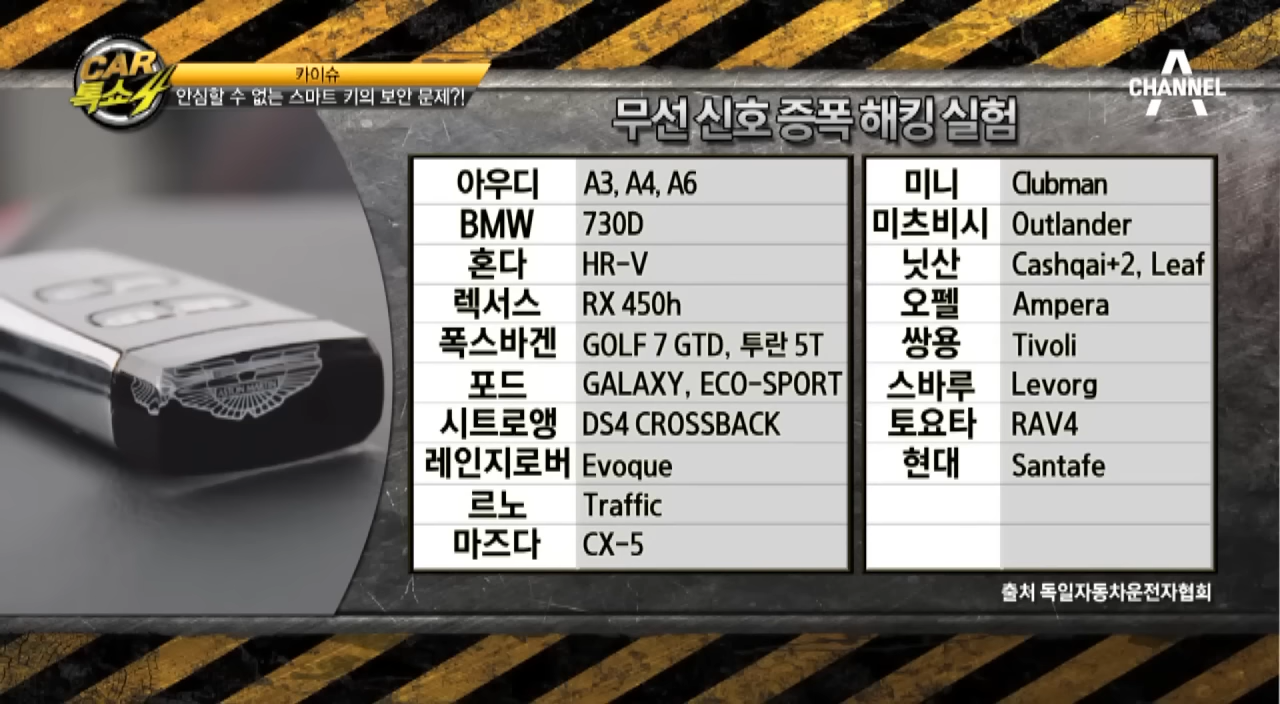 CAR
특쇼4
카이슈
안심할 수 없는 스마트 키의 보안 문제?!
CHANNEL A
무선 신호 증폭 해킹 실험
아우디 A3, A4, A6
BMW 730D
혼다 HR-V
렉서스 RX 450h
폭스바겐 GOLF 7 GTD, 투란 5T
포드 GALAXY, ECO-SPORT
시트로앵 DS4 CROSSBACK
레인지로버 Evoque
르노 Traffic
마즈다 CX-5
미니 Clubman
미츠비시 Outlander
닛산 Cashqai+2, Leaf
오펠 Ampera
쌍용 Tivoli
스바루 Levorg
토요타 RAV4
현대 Santafe
출처 독일자동차운전자협회
ASTON MARTIN